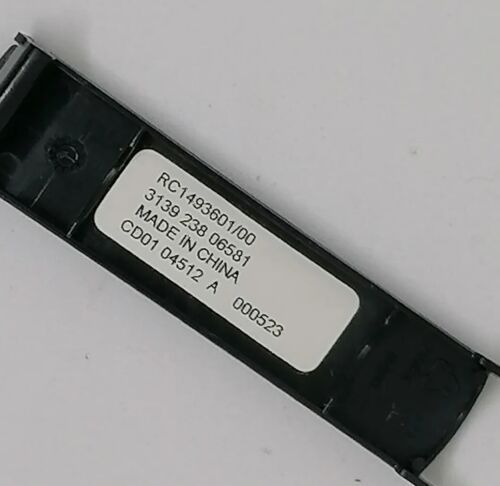 RC1493601/00
3139 238 06581
MADE IN CHINA
CD01 04512 A 000523